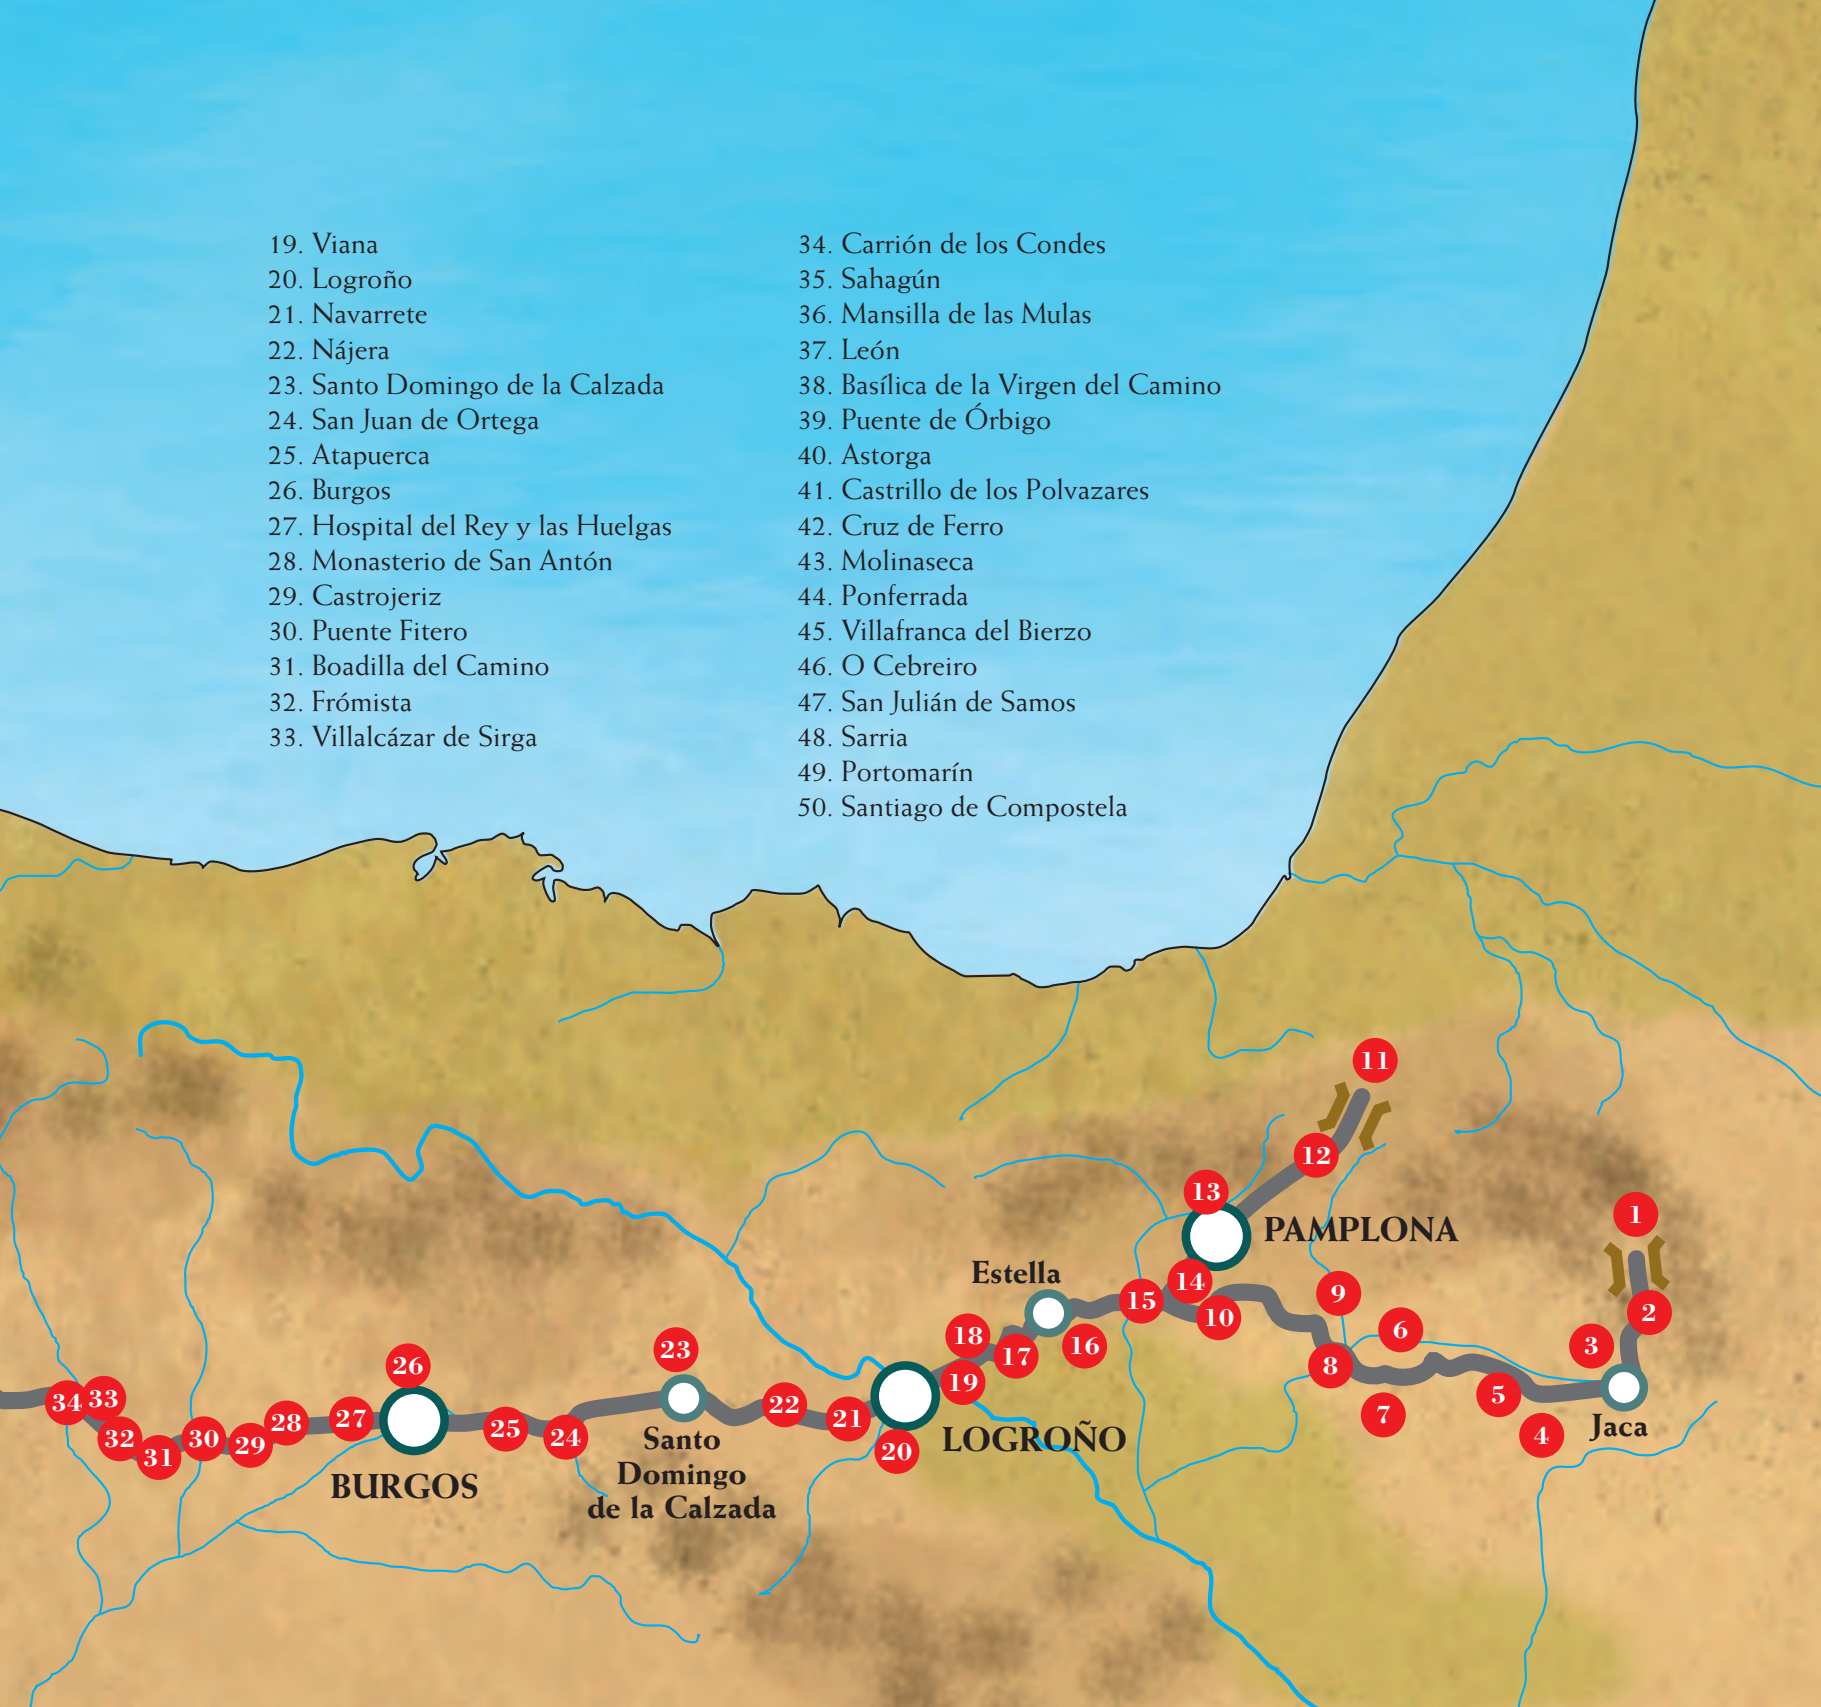 19. Viana
20. Logroño
21. Navarrete
22. Nájera
23. Santo Domingo de la Calzada
24. San Juan de Ortega
25. Atapuerca
26. Burgos
27. Hospital del Rey y las Huelgas
28. Monasterio de San Antón
29. Castrojeriz
30. Puente Fitero
31. Boadilla del Camino
32. Frómista
33. Villalcázar de Sirga
34. Carrión de los Condes
35. Sahagún
36. Mansilla de las Mulas
37. León
38. Basílica de la Virgen del Camino
39. Puente de Órbigo
40. Astorga
41. Castrillo de los Polvazares
42. Cruz de Ferro
43. Molinaseca
44. Ponferrada
45. Villafranca del Bierzo
46. O Cebreiro
47. San Julián de Samos
48. Sarria
49. Portomarín
50. Santiago de Compostela
11
12
13
PAMPLONA
1
2
Estella
14
15
10
9
6
3
18
17
16
8
5
7
4
Jaca
19
LOGROÑO
20
21
22
23
Santo
Domingo
de la Calzada
24
25
26
BURGOS
27
28
29
30
31
32
33
34